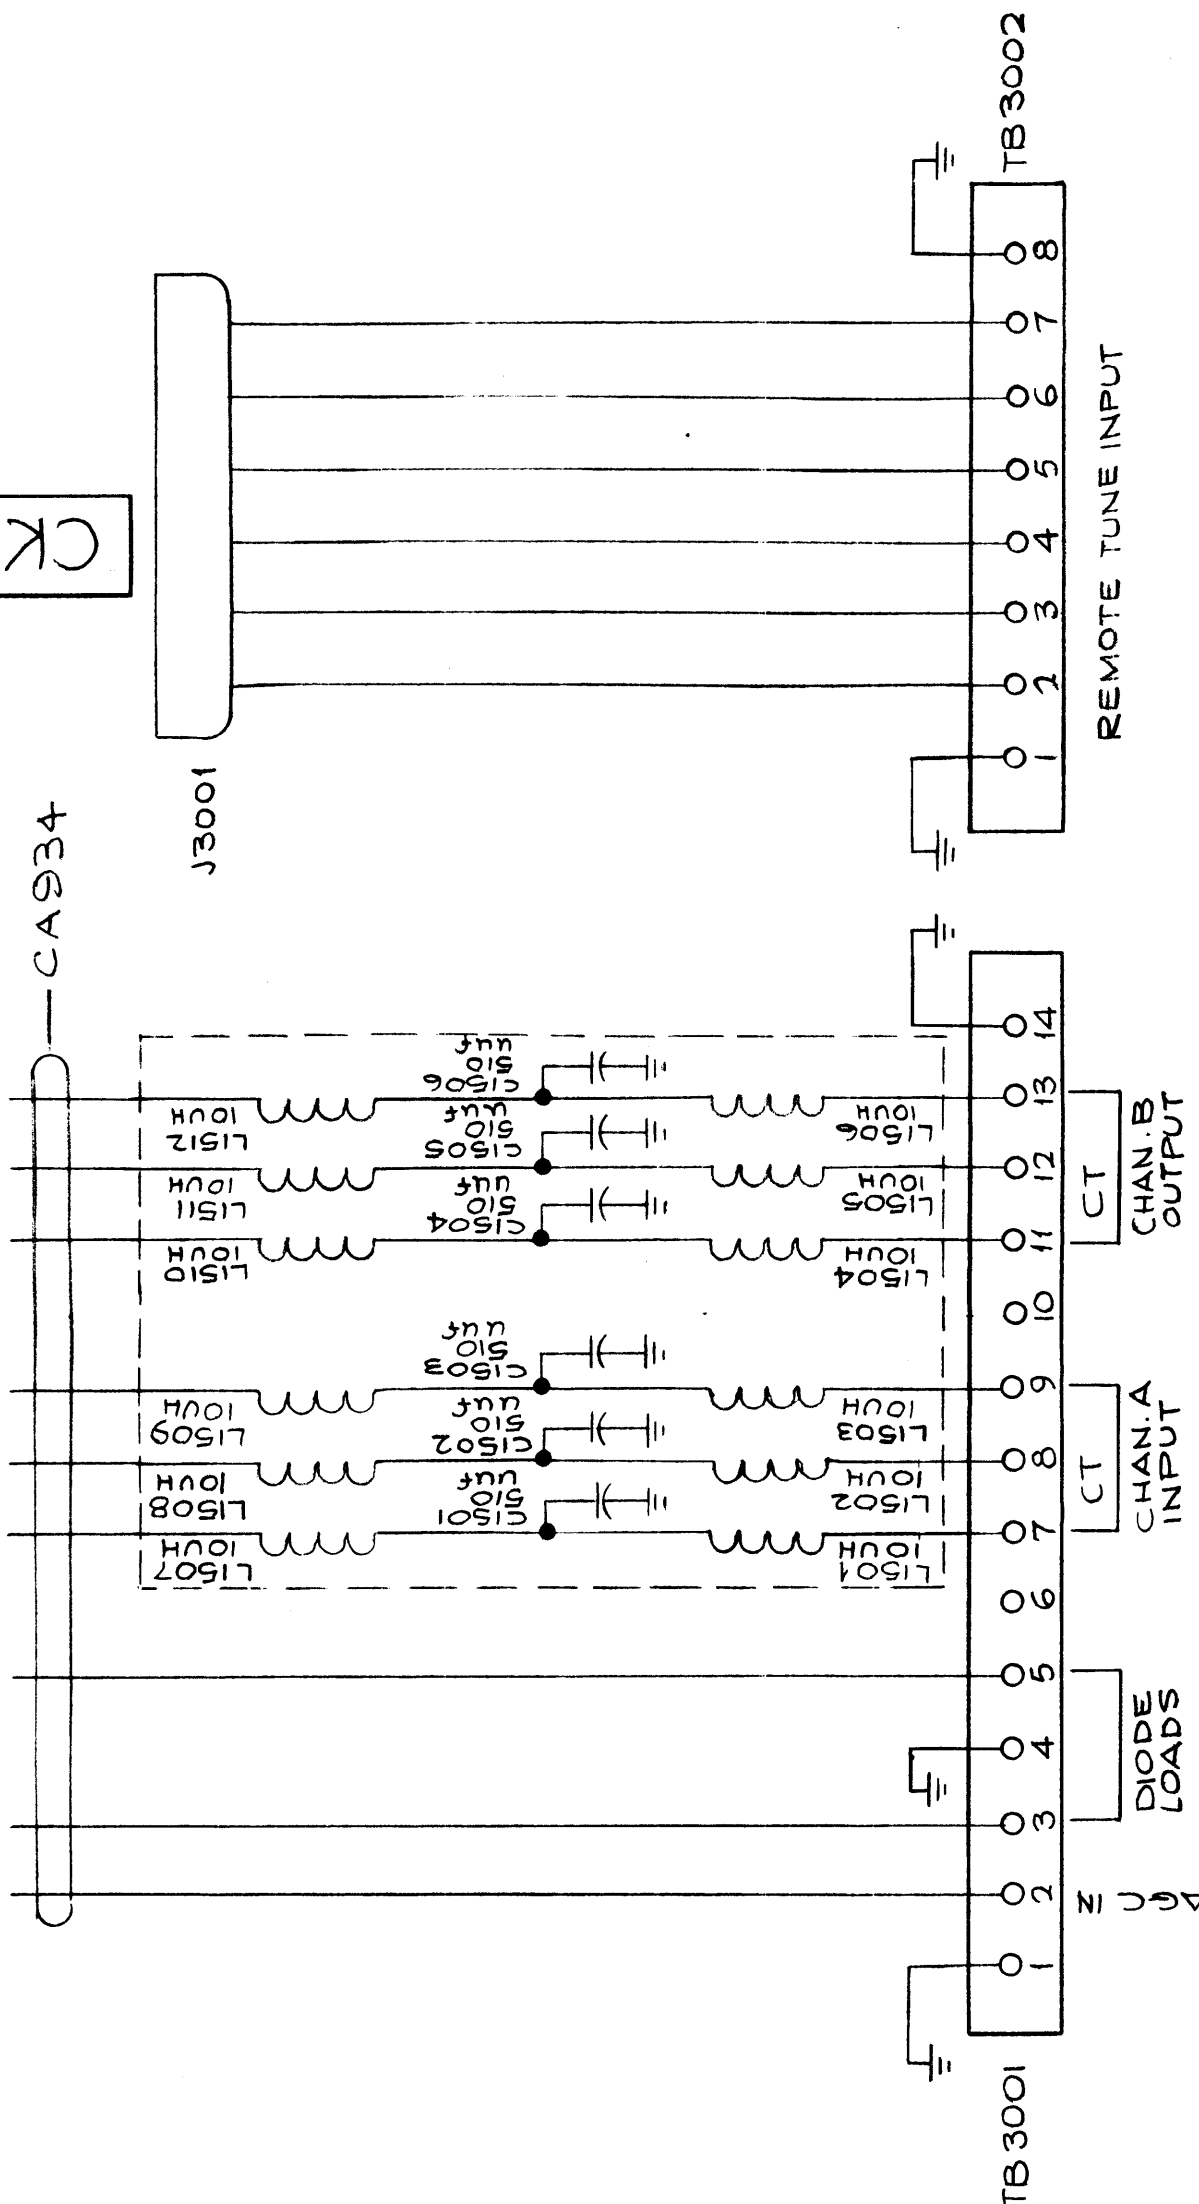 CK
CA934
J3001
L1507
10UH
L1508
10UH
L1509
10UH
L1510
10UH
L1511
10UH
L1512
10UH
C1501
510
uuf
C1502
510
uuf
C1503
510
uuf
C1504
510
uuf
C1505
510
uuf
C1506
510
uuf
L1501
10UH
L1502
10UH
L1503
10UH
L1504
10UH
L1505
10UH
L1506
10UH
TB3001
1 2 3 4 5 6 7 8 9 10 11 12 13 14
DIODE
LOADS
CT
CHAN.A
INPUT
CT
CHAN.B
OUTPUT
1 2 3 4 5 6 7 8
TB3002
REMOTE TUNE INPUT